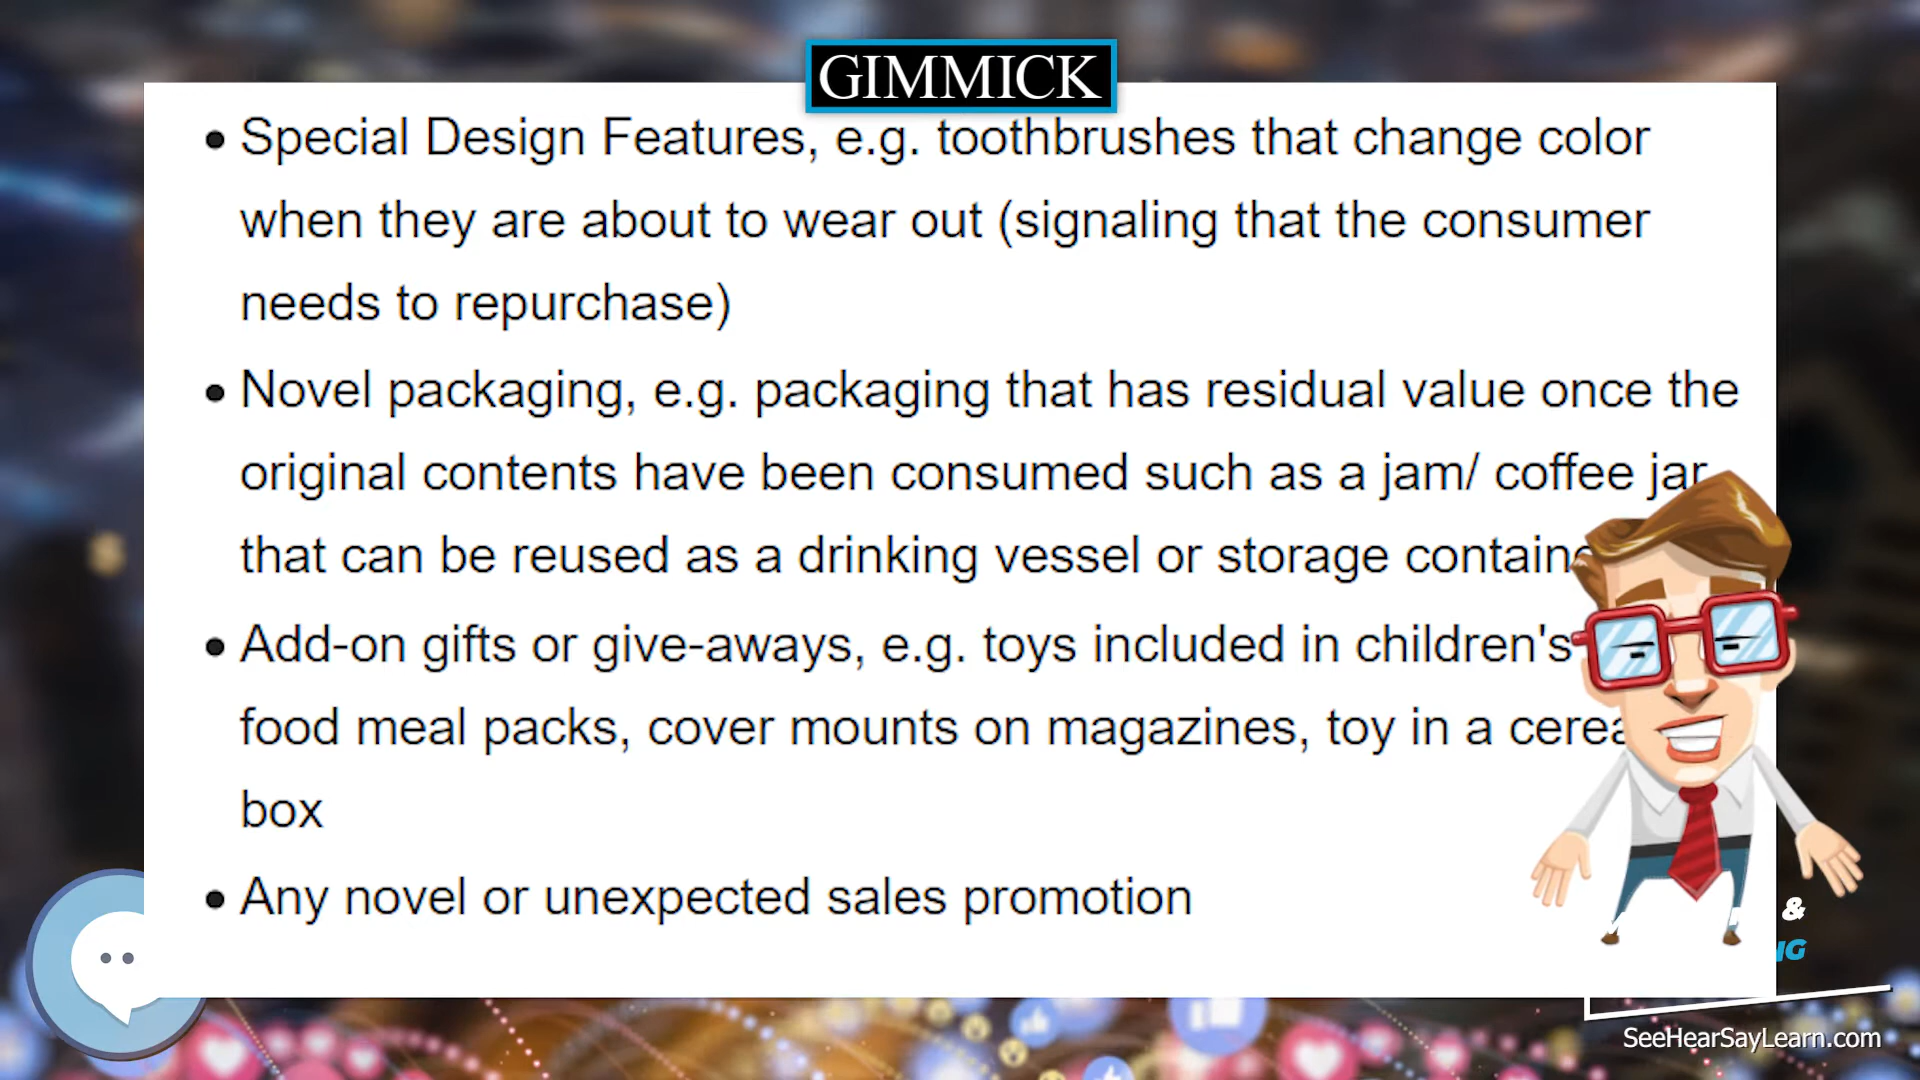 GIMMICK
• Special Design Features, e.g. toothbrushes that change color
when they are about to wear out (signaling that the consumer
needs to repurchase)
• Novel packaging, e.g. packaging that has residual value once the
original contents have been consumed such as a jam/ coffee jar
that can be reused as a drinking vessel or storage
• Add-on gifts or give-aways, e.g. toys included in children's
food meal packs, cover mounts on magazines, toy in a
box
• Any novel or unexpected sales promotion
&
SeeHearSayLearn.com